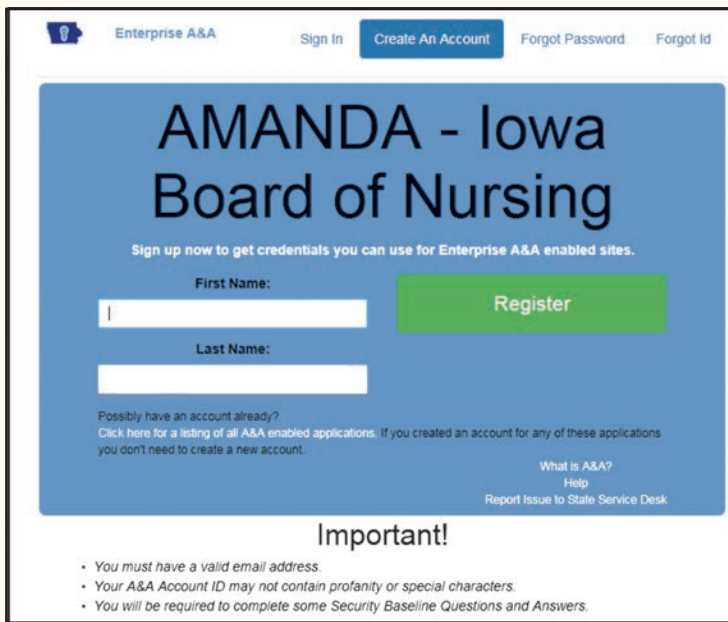 Enterprise A&A
Sign In
Create An Account
Forgot Password
Forgot Id
AMANDA - Iowa
Board of Nursing
Sign up now to get credentials you can use for Enterprise A&A enabled sites.
First Name:
Register
Last Name:
Possibly have an account already?
Click here for a listing of all A&A enabled applications. If you created an account for any of these applications
you don't need to create a new account.
What is A&A?
Help
Report Issue to State Service Desk
Important!
• You must have a valid email address.
• Your A&A Account ID may not contain profanity or special characters.
• You will be required to complete some Security Baseline Questions and Answers.